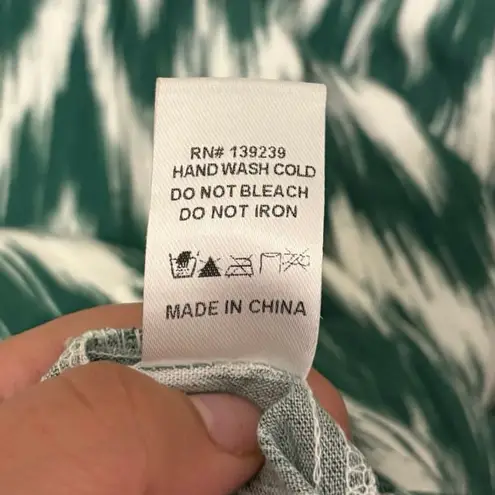 RN# 139239
HAND WASH COLD
DO NOT BLEACH
DO NOT IRON
MADE IN CHINA